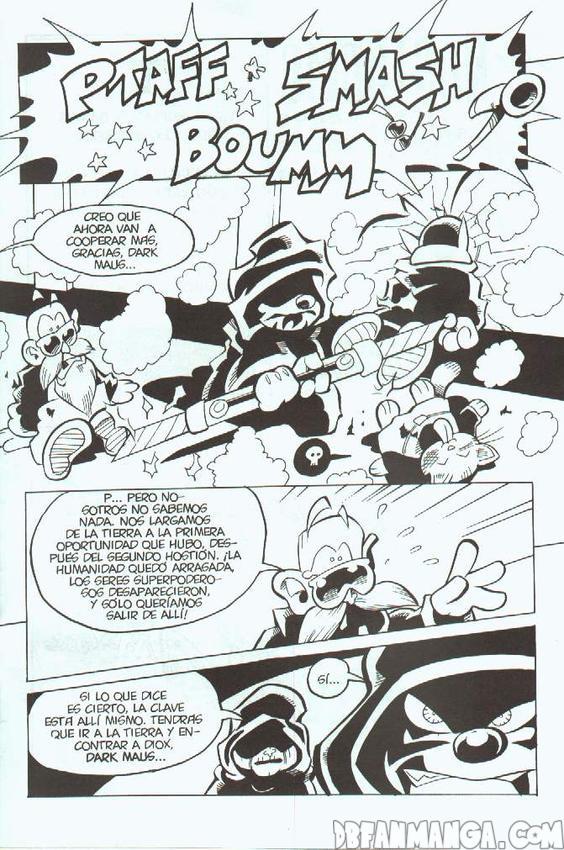 PTAFF SMASH
BOUMM
CREO QUE
AHORA VAN A
COOPERAR MAS,
GRACIAS, DARK
MAUS...
P... PERO NO-
SOTROS NO SABEMOS
NADA. NOS LARGAMOS
DE LA TIERRA A LA PRIMERA
OPORTUNIDAD QUE HUBO, DES-
PUÉS DEL SEGUNDO HOSTIÓN. ¡LA
HUMANIDAD QUEDÓ ARRASADA,
LOS SERES SUPERPODERO-
SOS DESAPARECIERON,
Y SÓLO QUERÍAMOS
SALIR DE ALLÍ!
SÍ...
SI LO QUE DICE
ES CIERTO, LA CLAVE
ESTÁ ALLÍ MISMO. TENDRAS
QUE IR A LA TIERRA Y EN-
CONTRAR A DIOX,
DARK MAUS...
DBFANMANGA.COM